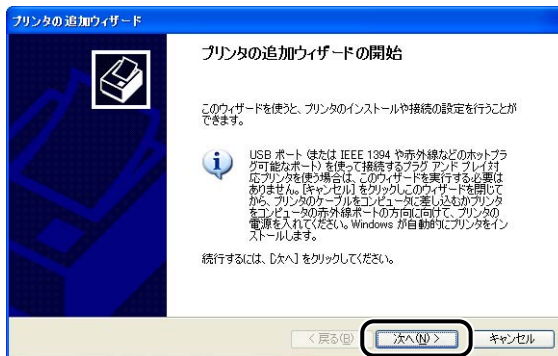 プリンタの追加ウィザード
プリンタの追加ウィザードの開始
このウィザードを使うと、プリンタのインストールや接続の設定を行うことが
できます。
USB ポート (または IEEE 1394 や赤外線などのホットプラ
グ可能なポート) を使って接続するプラグ アンド プレイ対
応プリンタを使う場合は、このウィザードを実行する必要は
ありません。[キャンセル] をクリックしこのウィザードを閉じて
から、プリンタのケーブルをコンピュータに差し込むかプリンタ
をコンピュータの赤外線ポートの方向に向けて、プリンタの
電源を入れてください。Windows が自動的にプリンタをイン
ストールします。
続行するには、[次へ] をクリックしてください。
< 戻る(B)
次へ(N) >
キャンセル